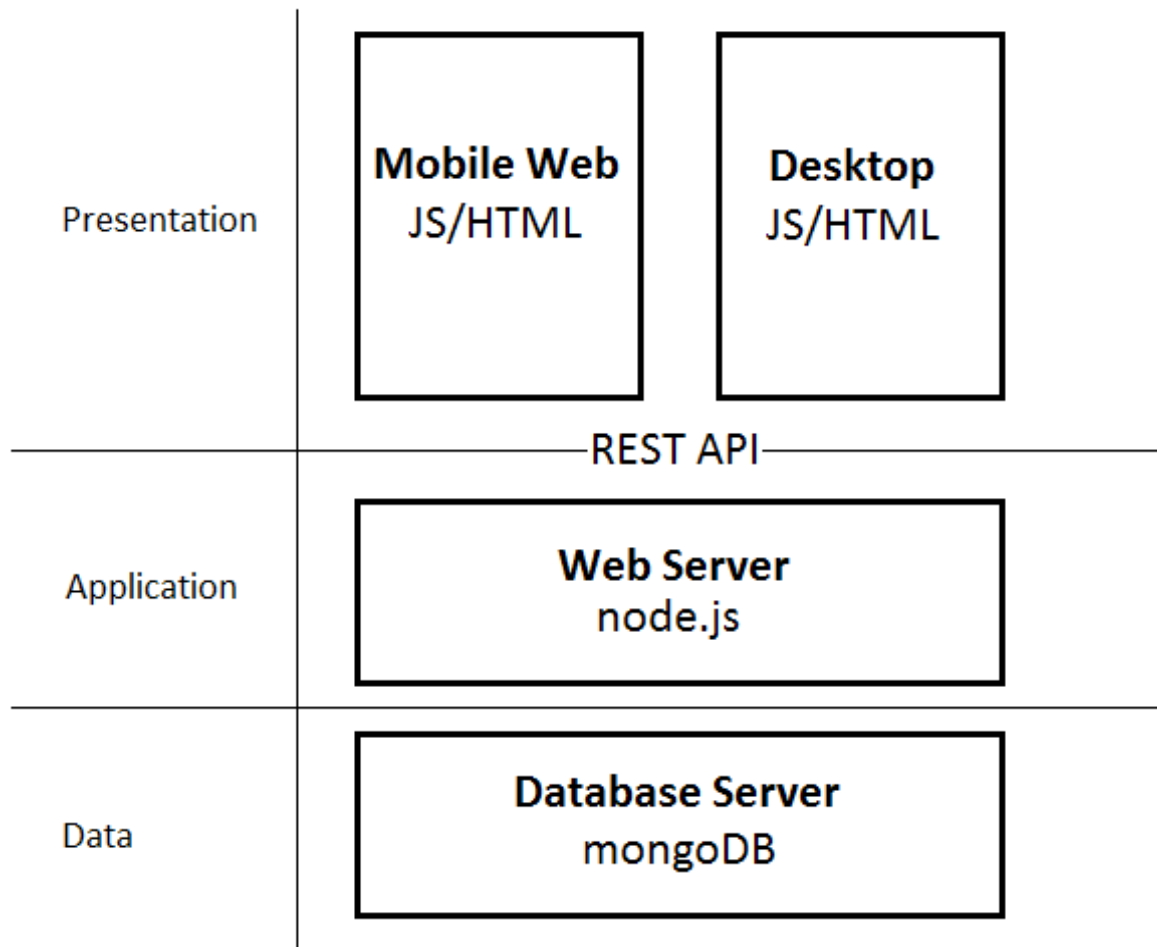 Presentation
Mobile Web
JS/HTML
Desktop
JS/HTML
REST API
Application
Web Server
node.js
Data
Database Server
mongoDB